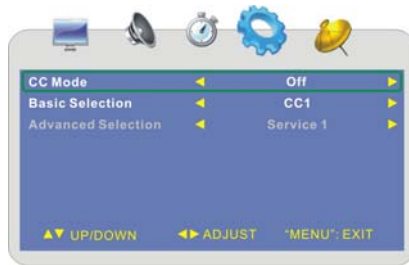 CC Mode ◀ Off ▶
Basic Selection ◀ CC1 ▶
Advanced Selection ◀ Service 1 ▶
▲▼ UP/DOWN ◀▶ ADJUST "MENU": EXIT